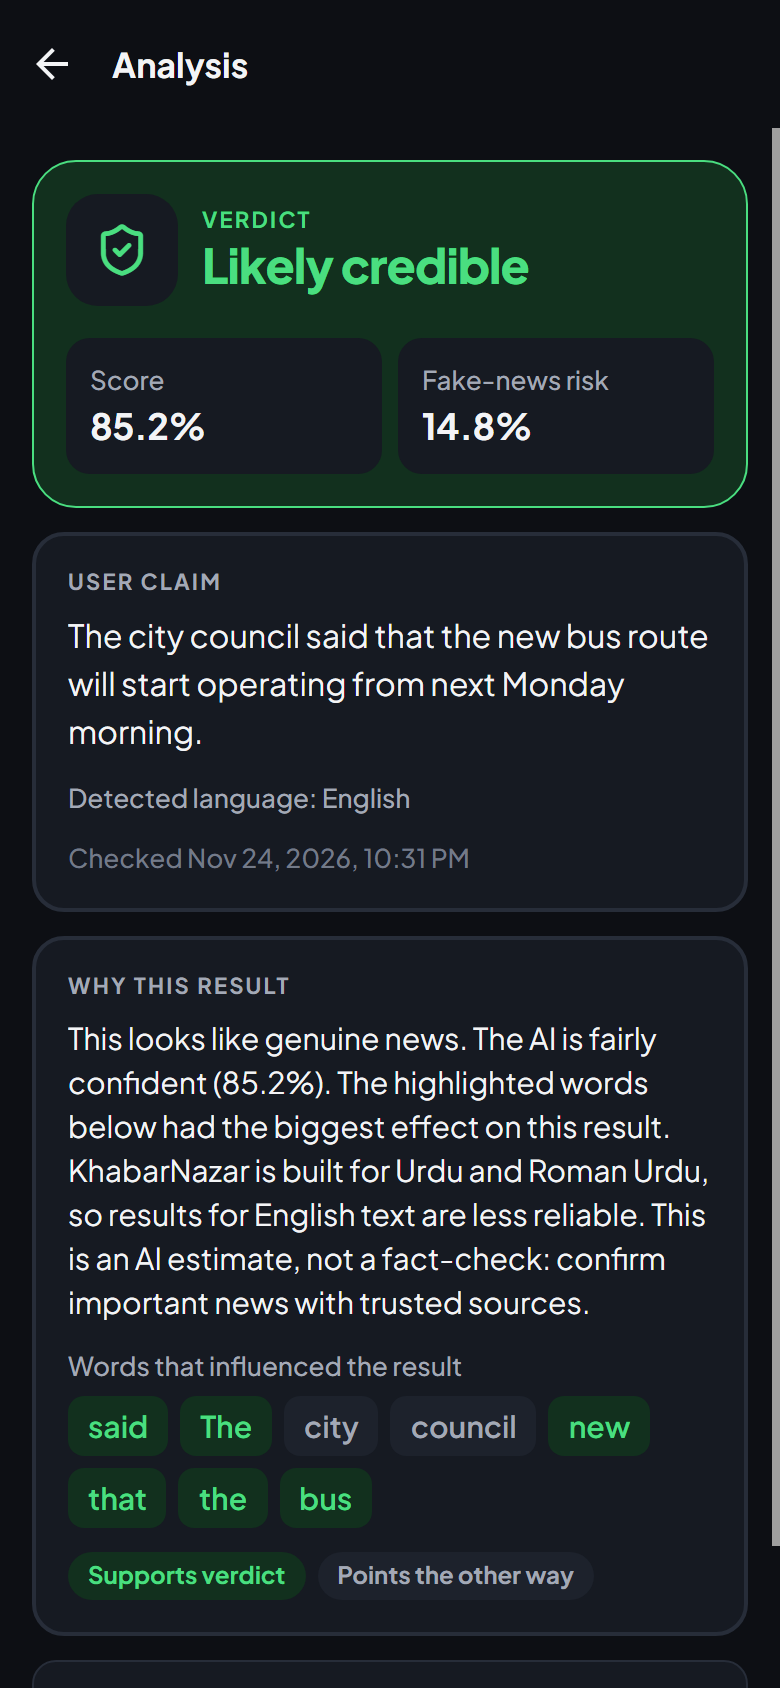 Analysis
VERDICT
Likely credible
Score
85.2%
Fake-news risk
14.8%
USER CLAIM
The city council said that the new bus route
will start operating from next Monday
morning.
Detected language: English
Checked Nov 24, 2026, 10:31 PM
WHY THIS RESULT
This looks like genuine news. The AI is fairly
confident (85.2%). The highlighted words
below had the biggest effect on this result.
KhabarNazar is built for Urdu and Roman Urdu,
so results for English text are less reliable. This
is an AI estimate, not a fact-check: confirm
important news with trusted sources.
Words that influenced the result
said The city council new
that the bus
Supports verdict Points the other way